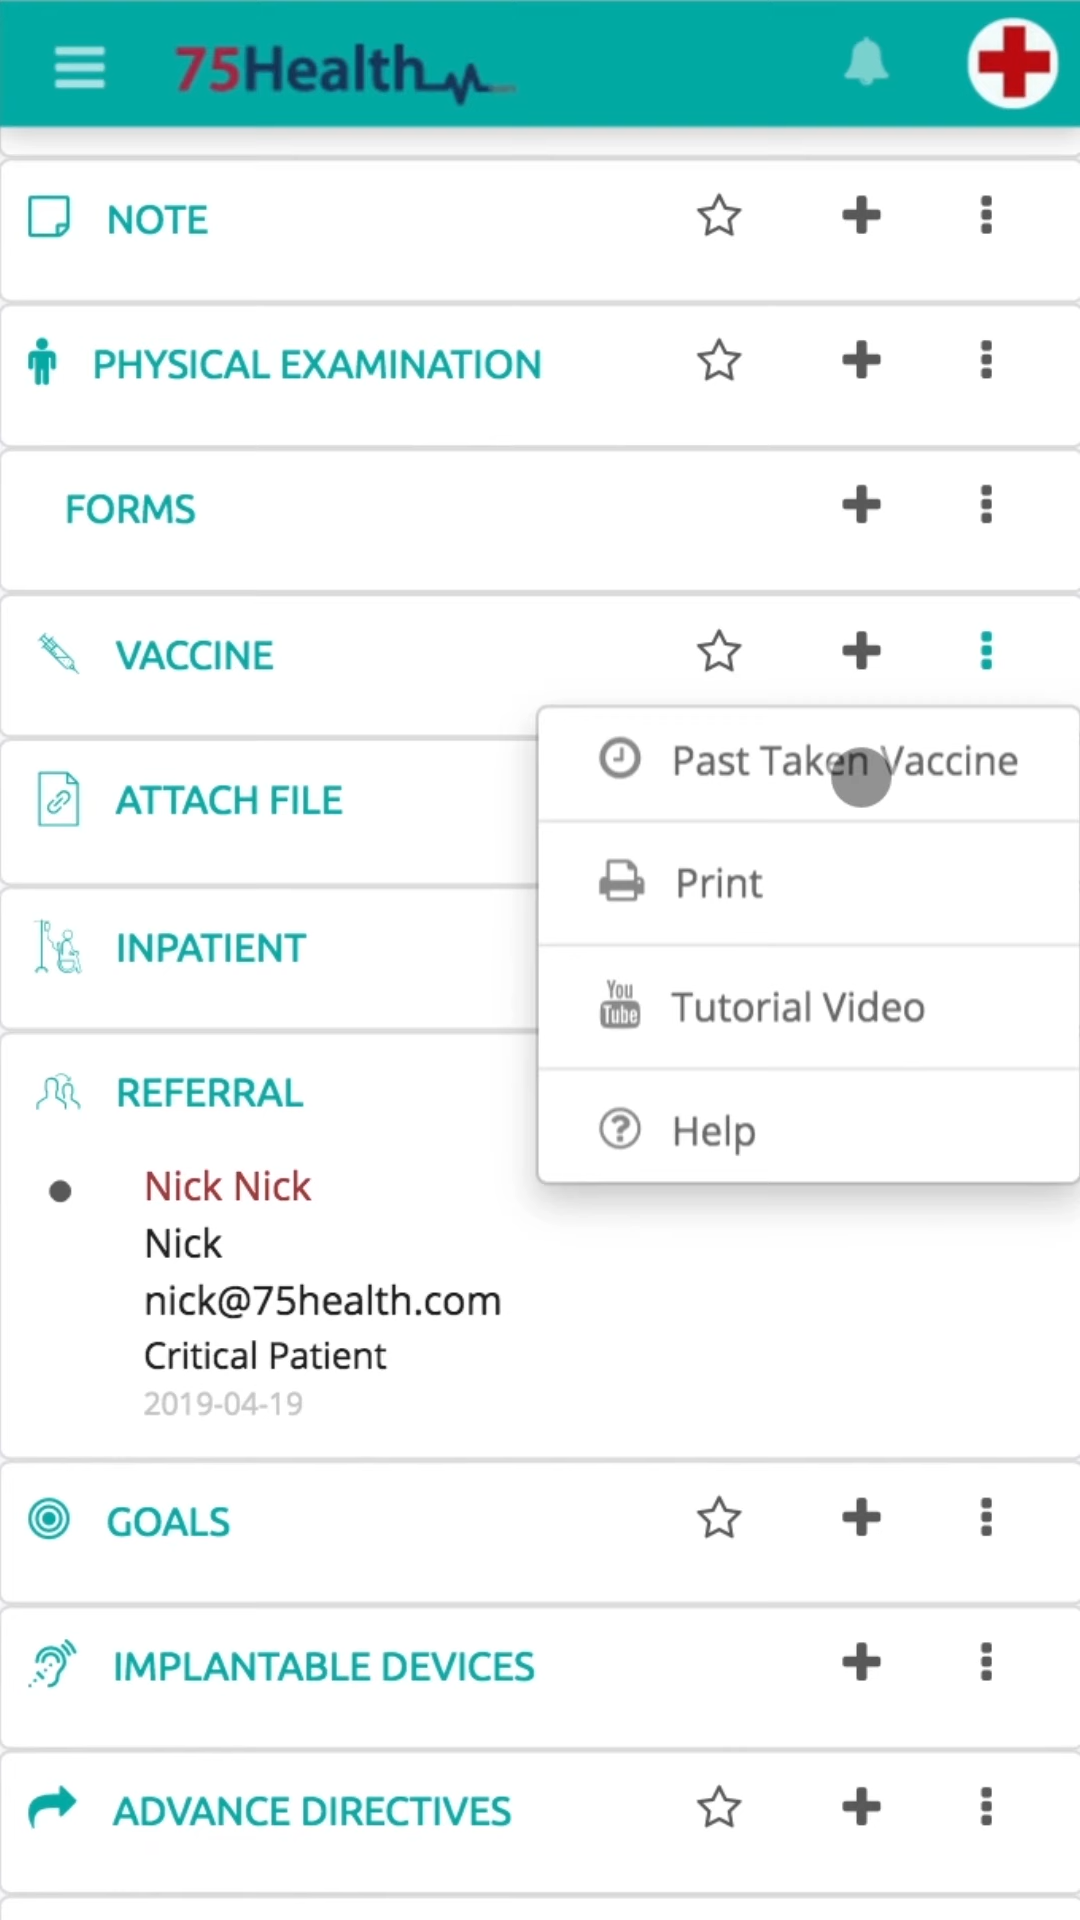 75Health
NOTE
PHYSICAL EXAMINATION
FORMS
VACCINE
Past Taken Vaccine
ATTACH FILE
Print
INPATIENT
You Tube Tutorial Video
REFERRAL
Help
Nick Nick
Nick
nick@75health.com
Critical Patient
2019-04-19
GOALS
IMPLANTABLE DEVICES
ADVANCE DIRECTIVES